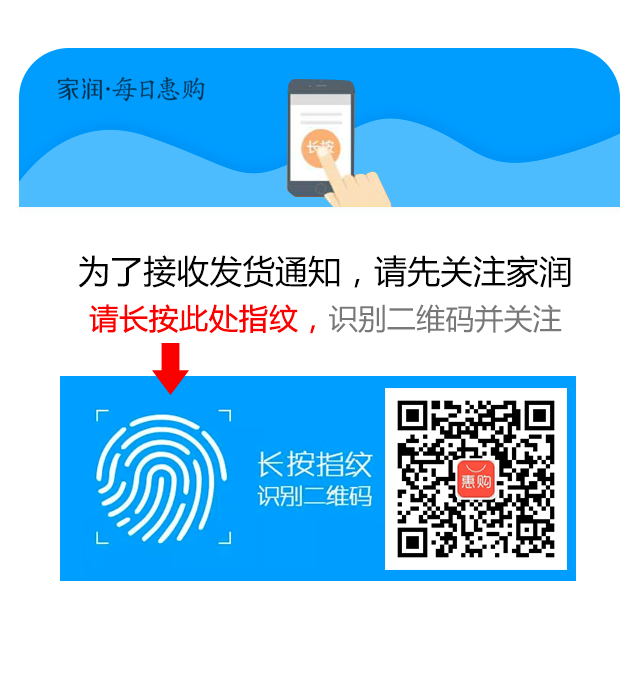 家润·每日惠购
长按
为了接收发货通知，请先关注家润
请长按此处指纹，识别二维码并关注
长按指纹
识别二维码
惠购